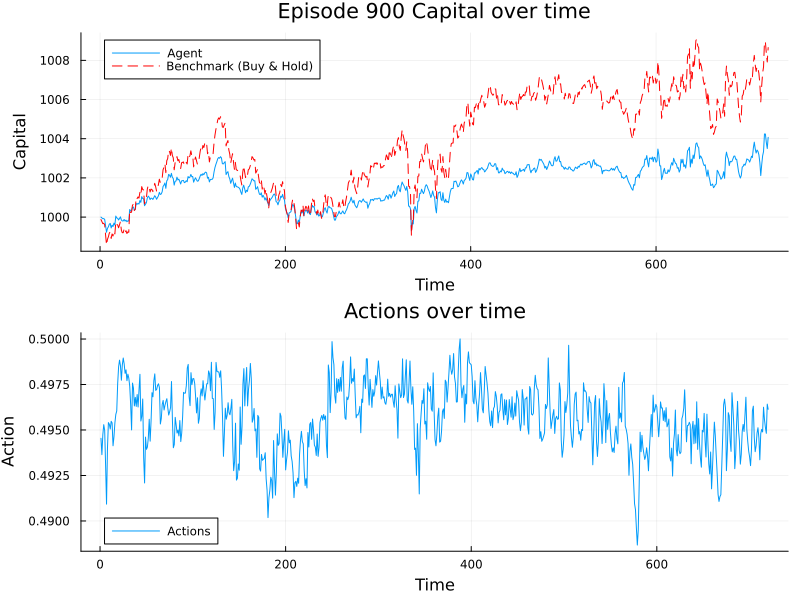 Episode 900 Capital over time
Capital
1008
1006
1004
1002
1000
Agent
Benchmark (Buy & Hold)
0
200
400
600
Time
Actions over time
Action
0.5000
0.4975
0.4950
0.4925
0.4900
Actions
0
200
400
600
Time